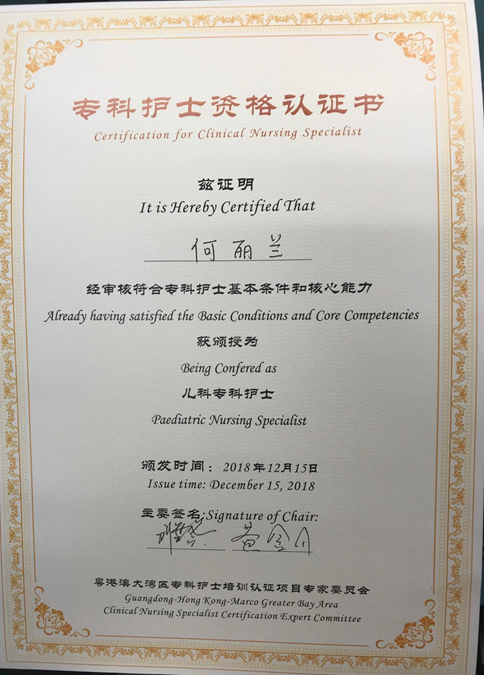 专科护士资格认证书
Certification for Clinical Nursing Specialist
兹证明
It is Hereby Certified That
何丽兰
经审核符合专科护士基本条件和核心能力
Already having satisfied the Basic Conditions and Core Competencies
获颁授为
Being Confered as
儿科专科护士
Paediatric Nursing Specialist
颁发时间：2018年12月15日
Issue time: December 15, 2018
主委签名:Signature of Chair:
粤港澳大湾区专科护士培训认证项目专家委员会
Guangdong-Hong Kong-Marco Greater Bay Area
Clinical Nursing Specialist Certification Expert Committee